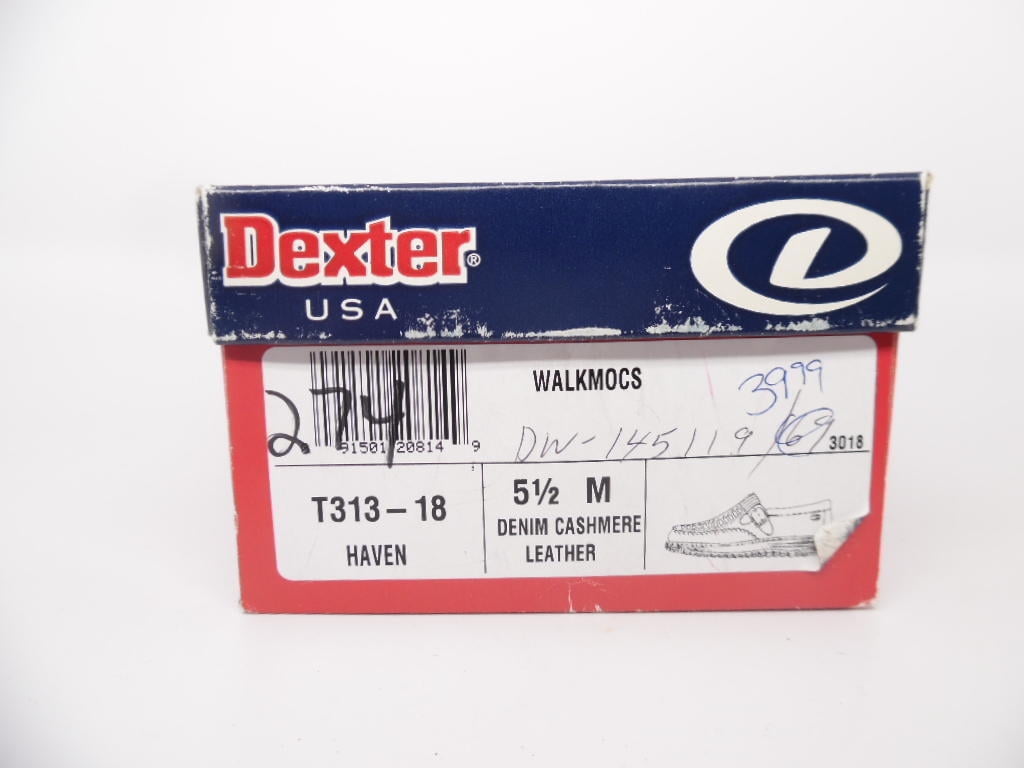 Dexter®
USA
WALKMOCS
3999
274
DW-145119/69
3018
91501 20814 9
T313-18
HAVEN
5½ M
DENIM CASHMERE
LEATHER